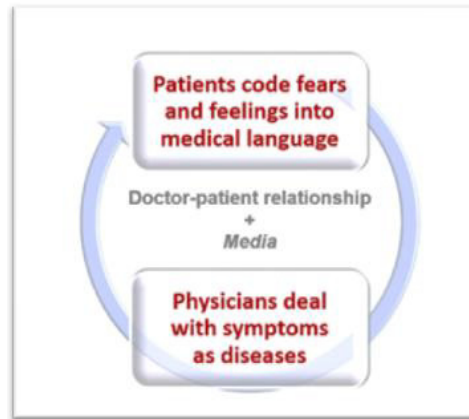 Patients code fears
and feelings into
medical language
Doctor-patient relationship
+
Media
Physicians deal
with symptoms
as diseases